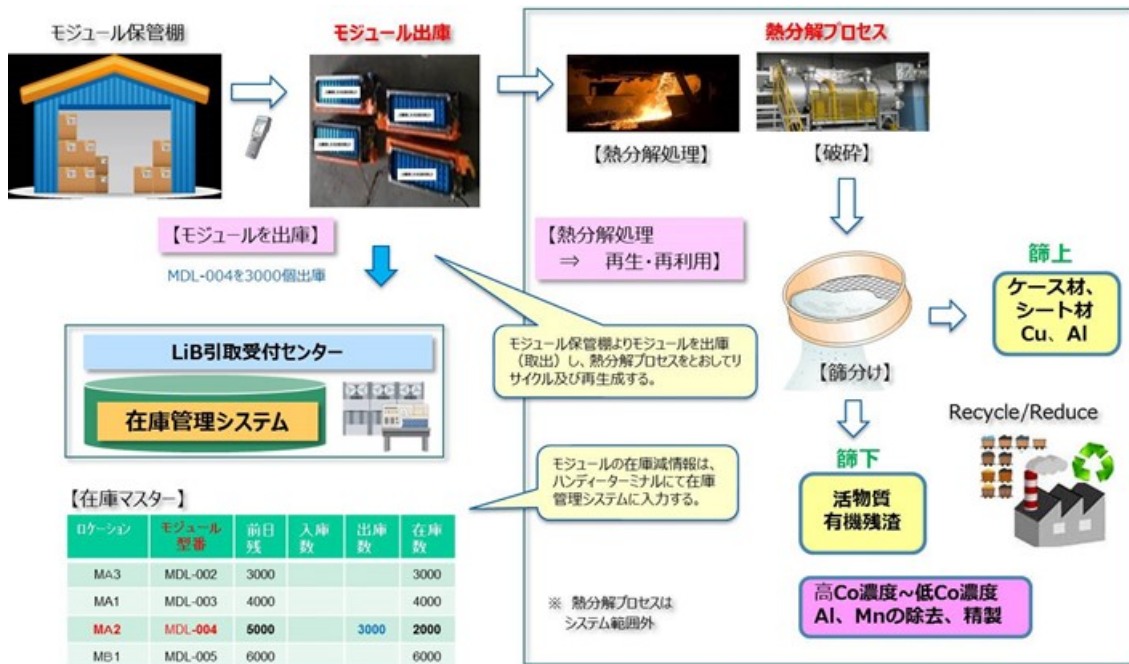 モジュール保管棚
モジュール出庫
熱分解プロセス
【熱分解処理】
【破砕】
【モジュールを出庫】
MDL-004を3000個出庫
【熱分解処理
⇒ 再生・再利用】
篩上
ケース材、
シート材
Cu、Al
モジュール保管棚よりモジュールを出庫
（取出）し、熱分解プロセスをとおしてリ
サイクル及び再生成する。
【篩分け】
LiB引取受付センター
在庫管理システム
Recycle/Reduce
篩下
活物質
有機残渣
モジュールの在庫減情報は、
ハンディーターミナルにて在庫
管理システムに入力する。
高Co濃度~低Co濃度
Al、Mnの除去、精製
※ 熱分解プロセスは
システム範囲外
【在庫マスター】
ロケーション モジュール型番 前日残 入庫数 出庫数 在庫数
MA3 MDL-002 3000 3000
MA1 MDL-003 4000 4000
MA2 MDL-004 5000 3000 2000
MB1 MDL-005 6000 6000